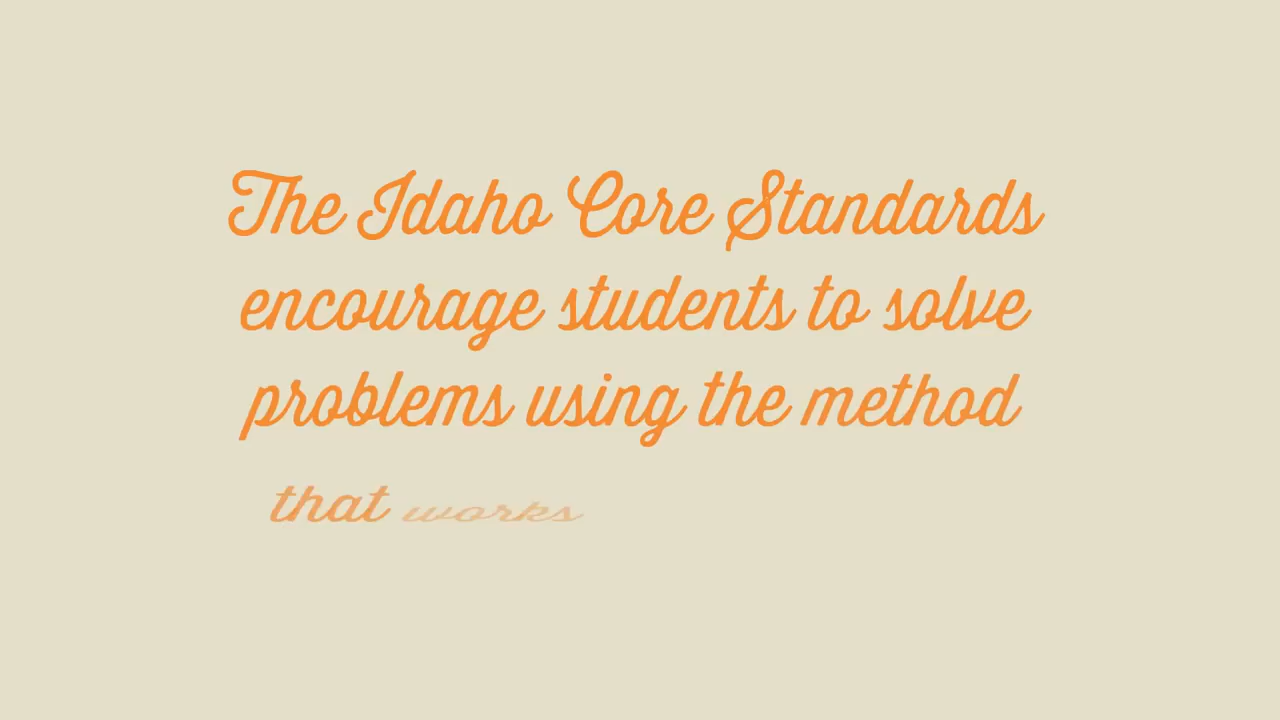 The Idaho Core Standards
encourage students to solve
problems using the method
that works